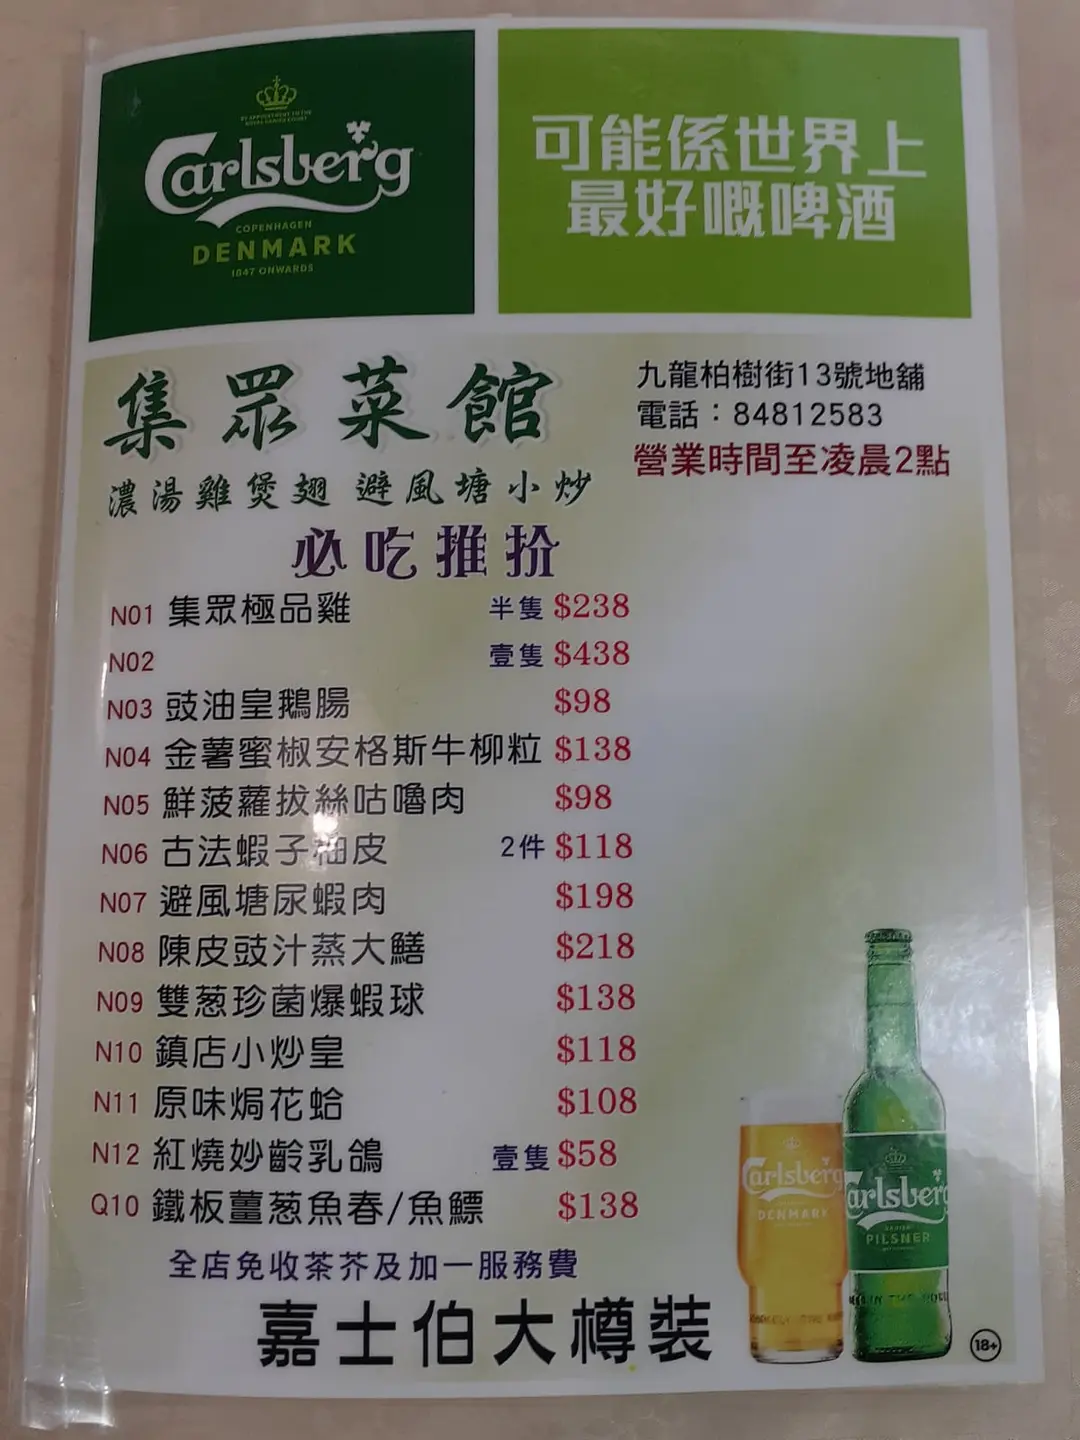 Carlsberg
COPENHAGEN
DENMARK
1847 ONWARDS
可能係世界上
最好嘅啤酒
集眾菜館
濃湯雞煲翅 避風塘小炒
九龍柏樹街13號地舖
電話：84812583
營業時間至凌晨2點
必吃推扮
N01 集眾極品雞 半隻 $238
N02 壹隻 $438
N03 豉油皇鵝腸 $98
N04 金薯蜜椒安格斯牛柳粒 $138
N05 鮮菠蘿拔絲咕嚕肉 $98
N06 古法蝦子柚皮 2件 $118
N07 避風塘尿蝦肉 $198
N08 陳皮豉汁蒸大鱔 $218
N09 雙葱珍菌爆蝦球 $138
N10 鎮店小炒皇 $118
N11 原味焗花蛤 $108
N12 紅燒妙齡乳鴿 壹隻 $58
Q10 鐵板薑葱魚春/魚鰾 $138
全店免收茶芥及加一服務費
嘉士伯大樽裝
Carlsberg
DENMARK
Carlsberg
PILSNER
18+